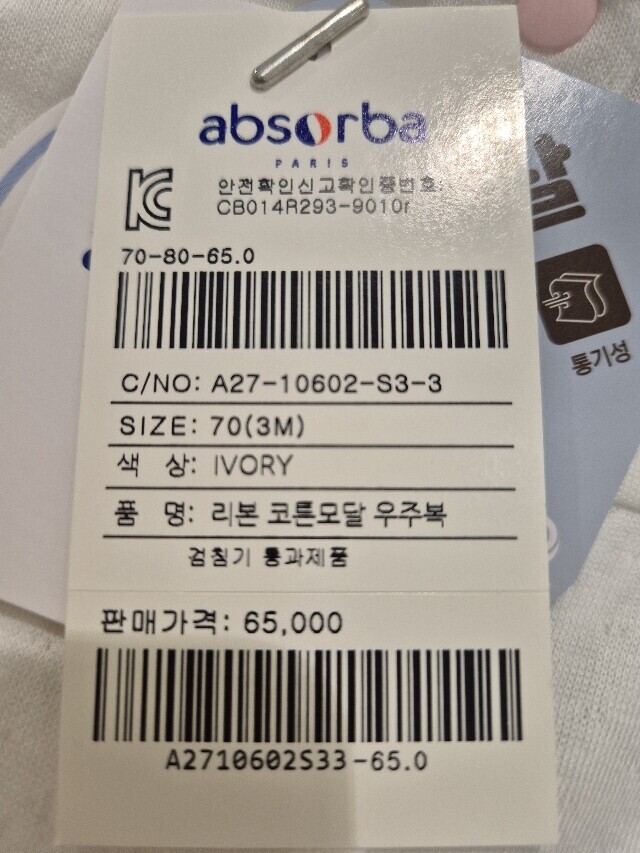 absorba
PARIS
안전확인신고확인증번호:
CB014R293-9010r
70-80-65.0
C/NO: A27-10602-S3-3
SIZE: 70(3M)
색 상: IVORY
품 명: 리본 코튼모달 우주복
검침기 통과제품
판매가격: 65,000
A2710602S33-65.0
통기성